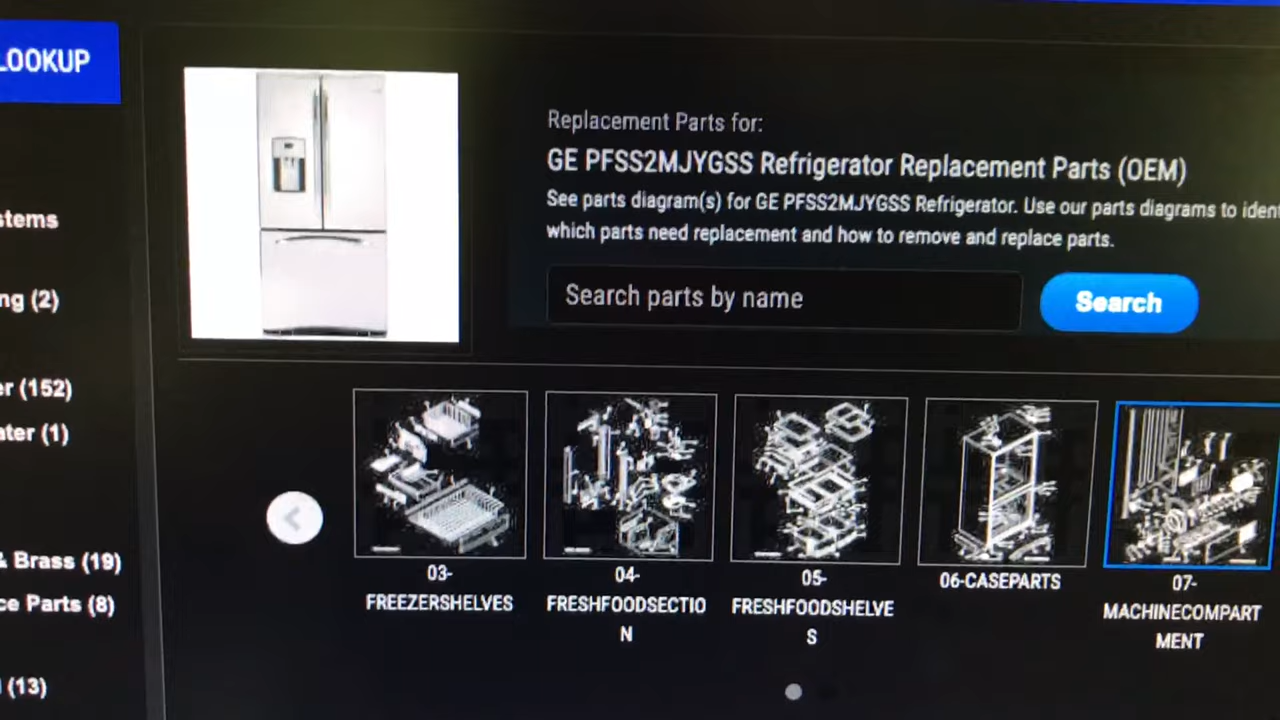 LOOKUP
Replacement Parts for:
GE PFSS2MJYGSS Refrigerator Replacement Parts (OEM)
See parts diagram(s) for GE PFSS2MJYGSS Refrigerator. Use our parts diagrams to ident
which parts need replacement and how to remove and replace parts.
Search parts by name
Search
stems
ng (2)
er (152)
ater (1)
& Brass (19)
ce Parts (8)
(13)
03-
FREEZERSHELVES
04-
FRESHFOODSECTIO
N
05-
FRESHFOODSHELVE
S
06-CASEPARTS
07-
MACHINECOMPART
MENT